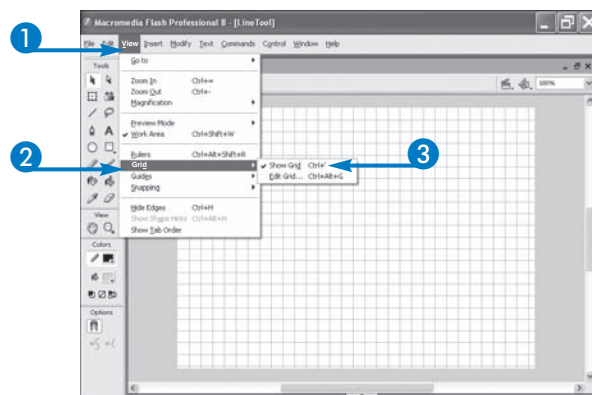 Macromedia Flash Professional 8 - [LineTool]
1
File Edit View Insert Modify Text Commands Control Window Help
Tools
Go to
Zoom In Ctrl+=
Zoom Out Ctrl+-
Magnification
100%
Preview Mode
Work Area Ctrl+Shift+W
2
Rulers Ctrl+Alt+Shift+R
Grid
Show Grid Ctrl+'
3
Guides
Edit Grid... Ctrl+Alt+G
Snapping
Hide Edges Ctrl+H
Show Shape Hints Ctrl+Alt+H
Show Tab Order
View
Colors
Options